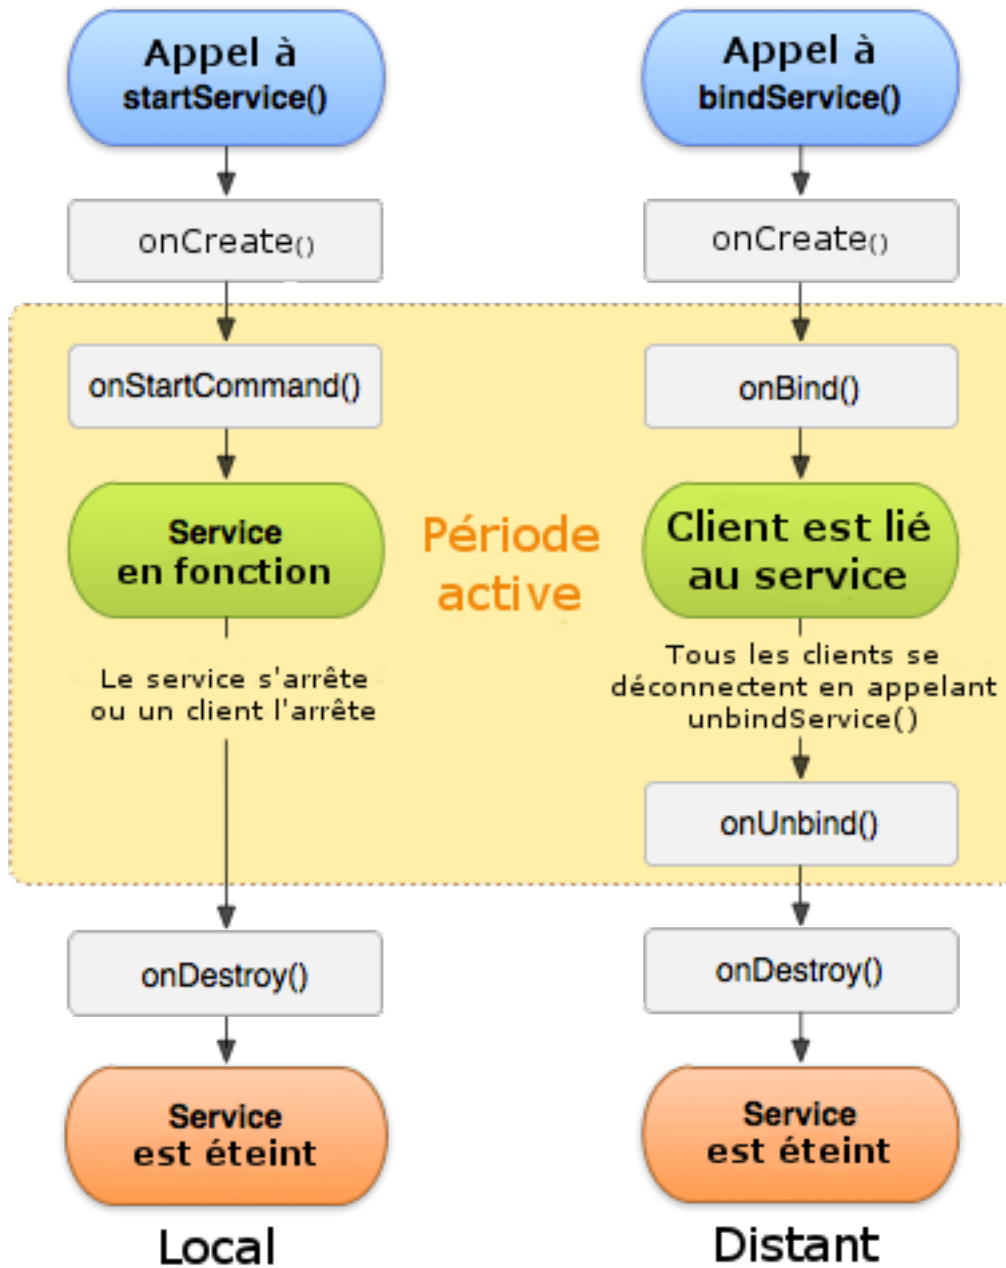 Appel à
startService()
onCreate()
onStartCommand()
Service
en fonction
Le service s'arrête
ou un client l'arrête
onDestroy()
Service
est éteint
Local
Période
active
Appel à
bindService()
onCreate()
onBind()
Client est lié
au service
Tous les clients se
déconnectent en appelant
unbindService()
onUnbind()
onDestroy()
Service
est éteint
Distant